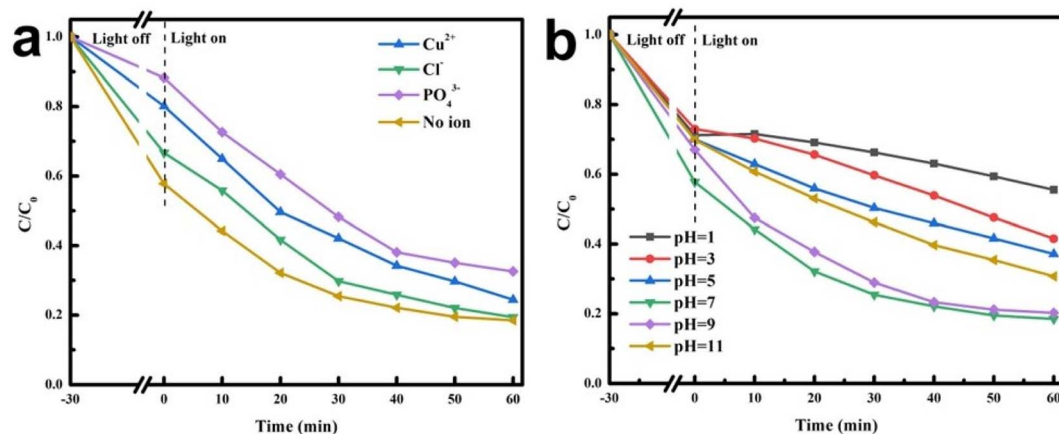 a
Light off
Light on
Cu²⁺
Cl⁻
PO₄³⁻
No ion
C/C₀
1.0
0.8
0.6
0.4
0.2
0.0
-30 0 10 20 30 40 50 60
Time (min)
b
Light off
Light on
pH=1
pH=3
pH=5
pH=7
pH=9
pH=11
C/C₀
1.0
0.8
0.6
0.4
0.2
0.0
-30 0 10 20 30 40 50 60
Time (min)